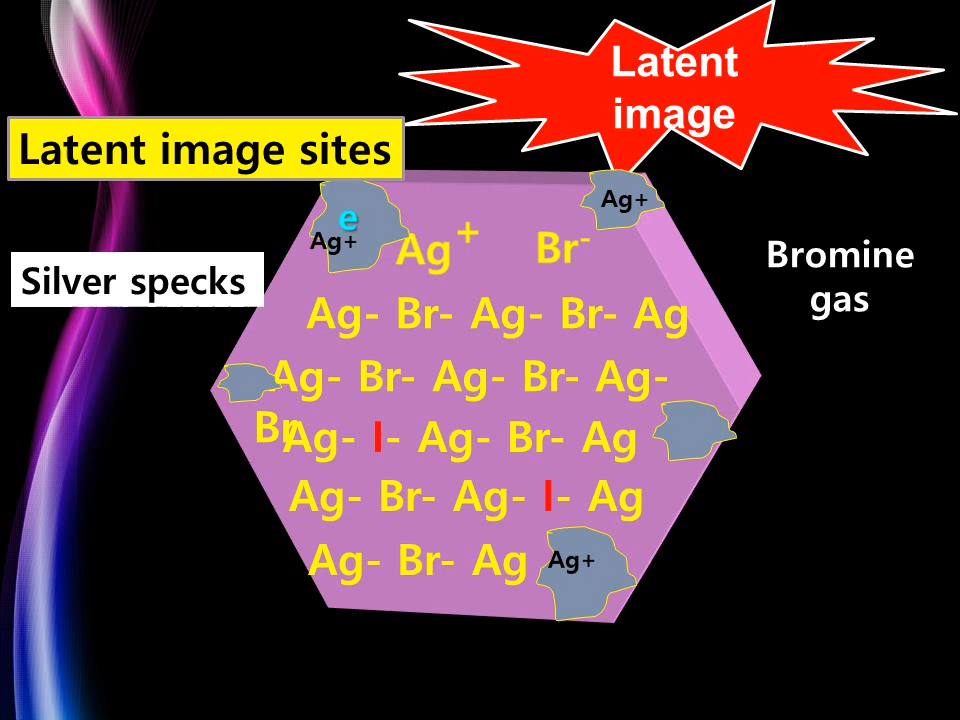 Latent
image
Latent image sites
Ag+
e
Ag+
Ag+ Br-
Silver specks
Bromine
gas
Ag- Br- Ag- Br- Ag
Ag- Br- Ag- Br- Ag-
Br
Ag- I- Ag- Br- Ag
Ag- Br- Ag- I- Ag
Ag- Br- Ag
Ag+